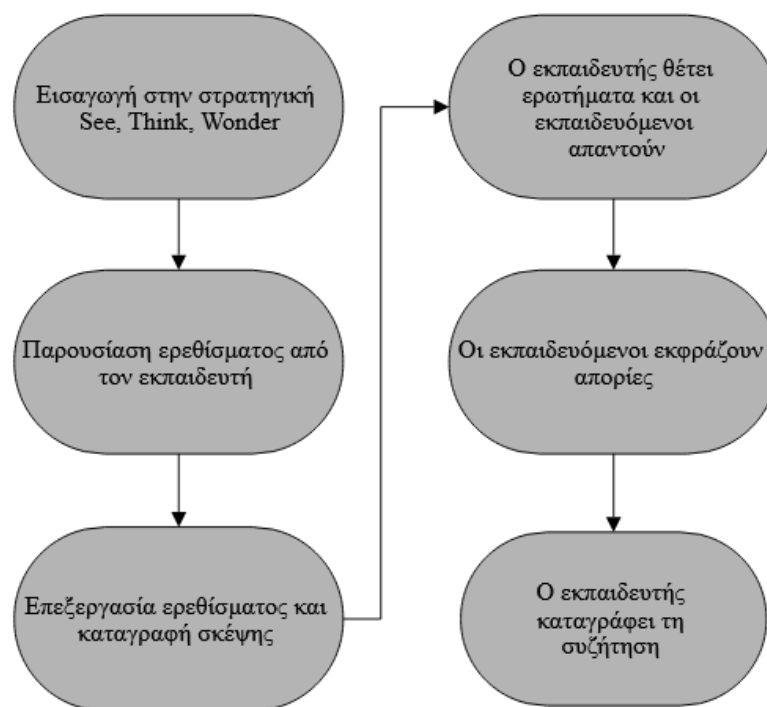 Εισαγωγή στην στρατηγική
See, Think, Wonder
Παρουσίαση ερεθίσματος από
τον εκπαιδευτή
Επεξεργασία ερεθίσματος και
καταγραφή σκέψης
Ο εκπαιδευτής θέτει
ερωτήματα και οι
εκπαιδευόμενοι
απαντούν
Οι εκπαιδευόμενοι εκφράζουν
απορίες
Ο εκπαιδευτής
καταγράφει τη
συζήτηση